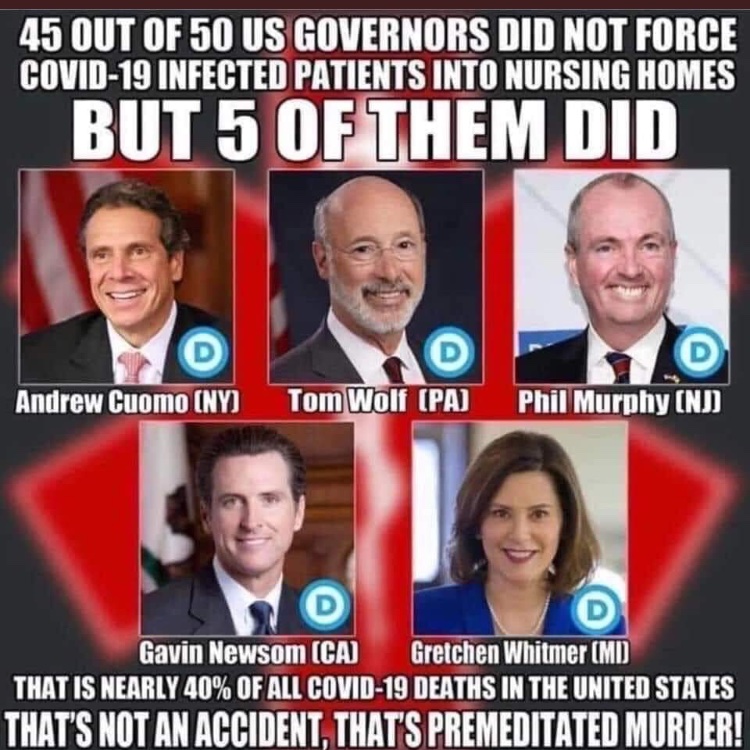 45 OUT OF 50 US GOVERNORS DID NOT FORCE
COVID-19 INFECTED PATIENTS INTO NURSING HOMES
BUT 5 OF THEM DID
D
D
D
Andrew Cuomo (NY)
Tom Wolf (PA)
Phil Murphy (NJ)
D
D
Gavin Newsom (CA)
Gretchen Whitmer (MI)
THAT IS NEARLY 40% OF ALL COVID-19 DEATHS IN THE UNITED STATES
THAT'S NOT AN ACCIDENT, THAT'S PREMEDITATED MURDER!